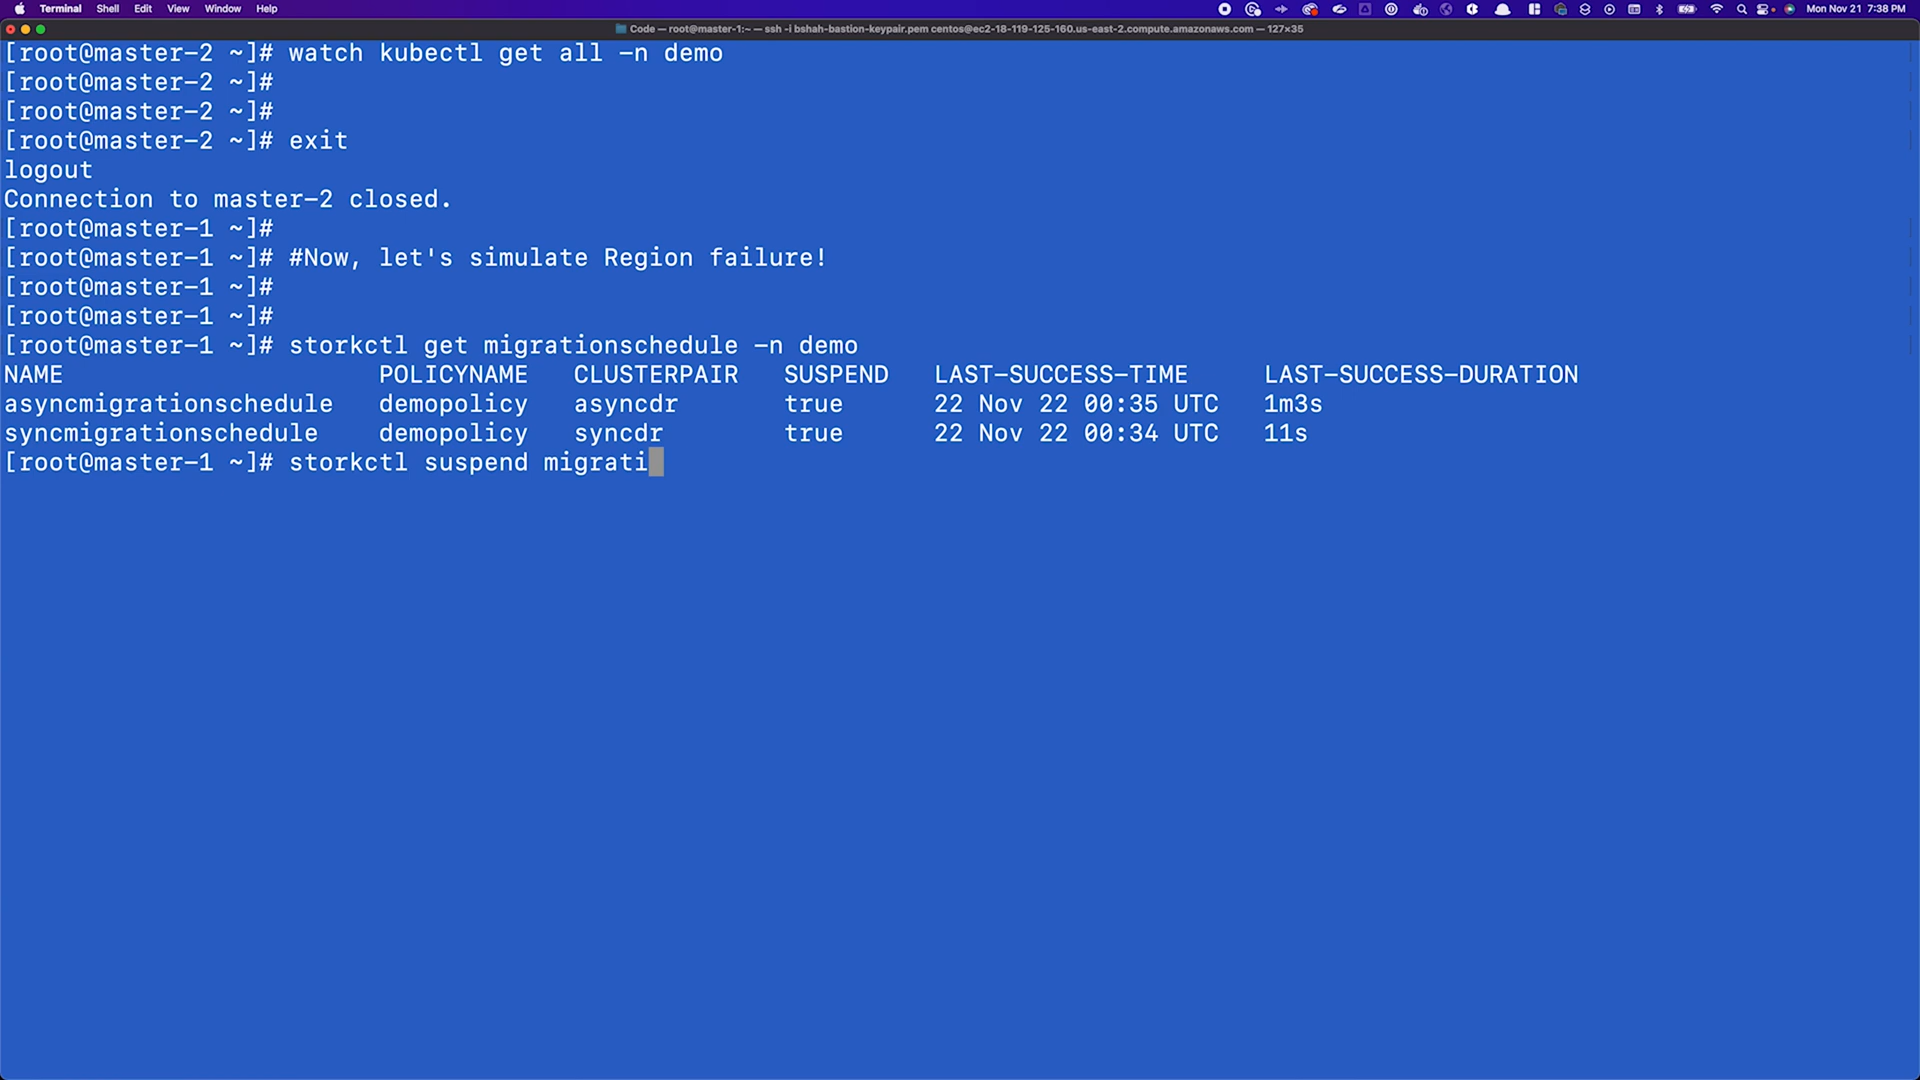 Terminal Shell Edit View Window Help Mon Nov 21 7:38 PM
Code — root@master-1:~ — ssh -i bshah-bastion-keypair.pem centos@ec2-18-119-125-160.us-east-2.compute.amazonaws.com — 127×35
[root@master-2 ~]# watch kubectl get all -n demo
[root@master-2 ~]#
[root@master-2 ~]#
[root@master-2 ~]# exit
logout
Connection to master-2 closed.
[root@master-1 ~]#
[root@master-1 ~]# #Now, let's simulate Region failure!
[root@master-1 ~]#
[root@master-1 ~]#
[root@master-1 ~]# storkctl get migrationschedule -n demo
NAME POLICYNAME CLUSTERPAIR SUSPEND LAST-SUCCESS-TIME LAST-SUCCESS-DURATION
asyncmigrationschedule demopolicy asyncdr true 22 Nov 22 00:35 UTC 1m3s
syncmigrationschedule demopolicy syncdr true 22 Nov 22 00:34 UTC 11s
[root@master-1 ~]# storkctl suspend migrati